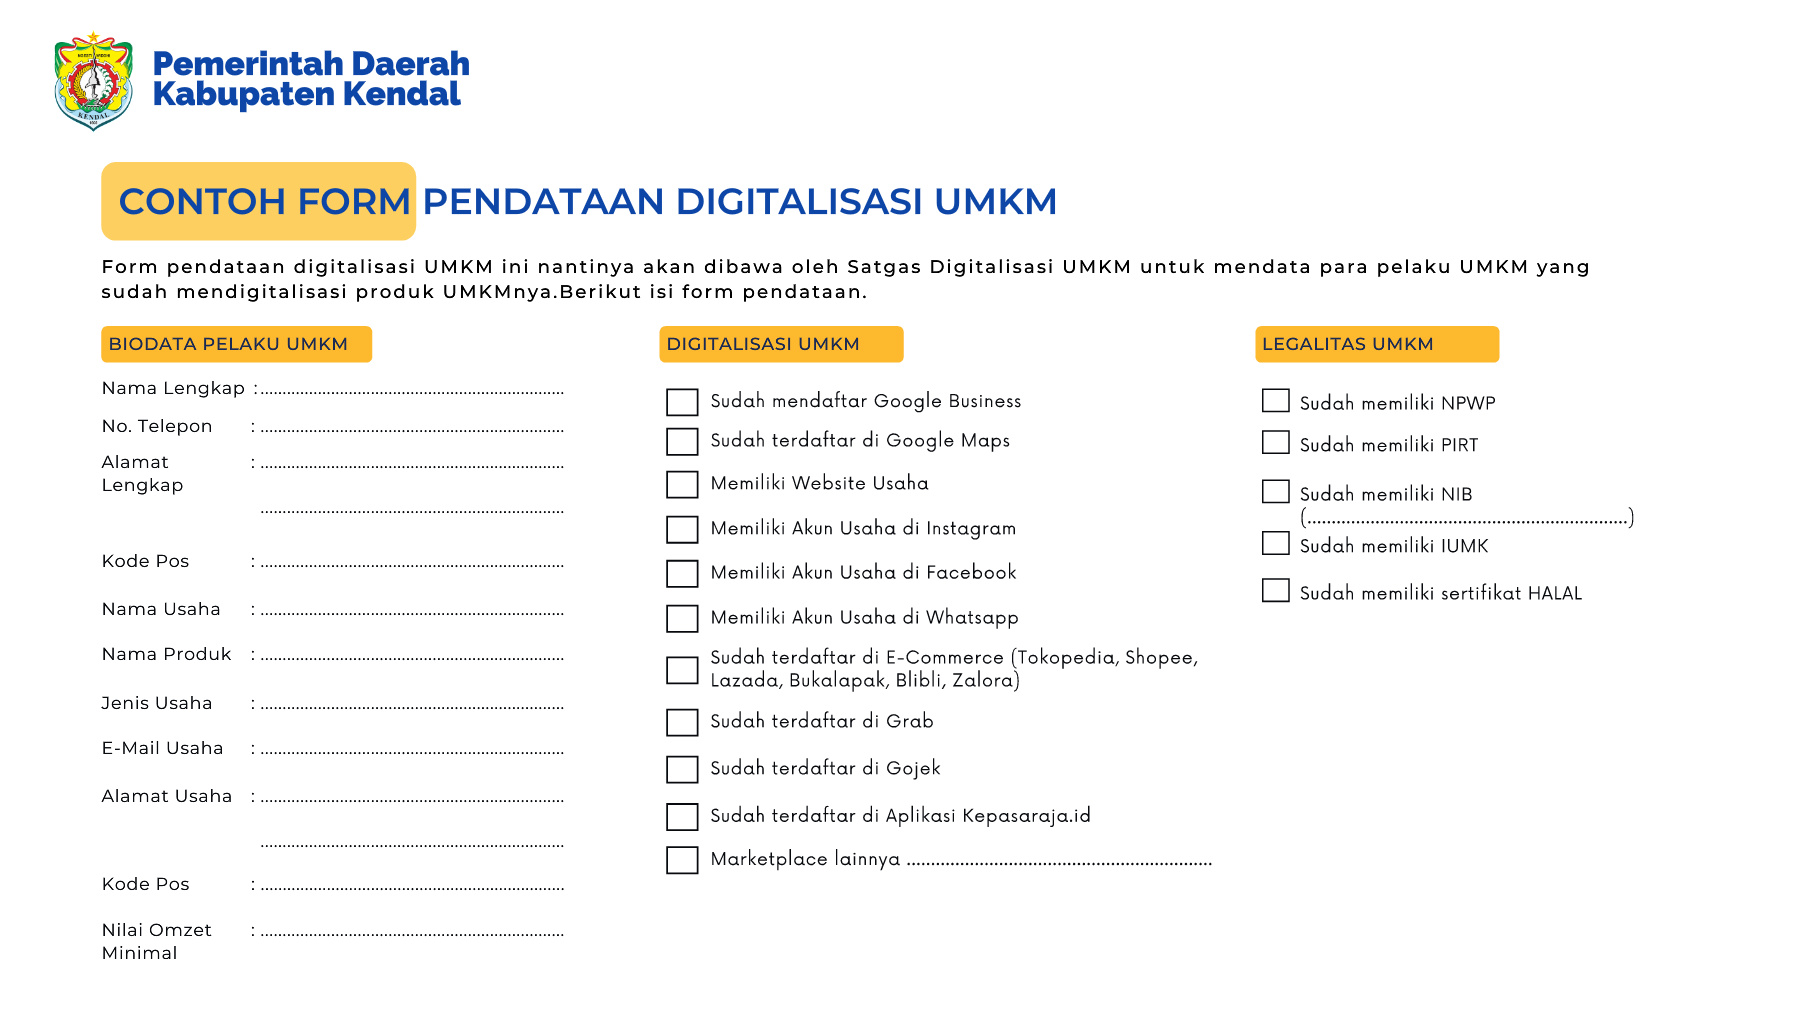 KENDAL
Pemerintah Daerah
Kabupaten Kendal
CONTOH FORM PENDATAAN DIGITALISASI UMKM
Form pendataan digitalisasi UMKM ini nantinya akan dibawa oleh Satgas Digitalisasi UMKM untuk mendata para pelaku UMKM yang
sudah mendigitalisasi produk UMKMnya.Berikut isi form pendataan.
BIODATA PELAKU UMKM
Nama Lengkap :......................................................................
No. Telepon : ......................................................................
Alamat : ......................................................................
Lengkap
......................................................................
Kode Pos : ......................................................................
Nama Usaha : ......................................................................
Nama Produk : ......................................................................
Jenis Usaha : ......................................................................
E-Mail Usaha : ......................................................................
Alamat Usaha : ......................................................................
......................................................................
Kode Pos : ......................................................................
Nilai Omzet : ......................................................................
Minimal
DIGITALISASI UMKM
Sudah mendaftar Google Business
Sudah terdaftar di Google Maps
Memiliki Website Usaha
Memiliki Akun Usaha di Instagram
Memiliki Akun Usaha di Facebook
Memiliki Akun Usaha di Whatsapp
Sudah terdaftar di E-Commerce (Tokopedia, Shopee,
Lazada, Bukalapak, Blibli, Zalora)
Sudah terdaftar di Grab
Sudah terdaftar di Gojek
Sudah terdaftar di Aplikasi Kepasaraja.id
Marketplace lainnya ................................................................
LEGALITAS UMKM
Sudah memiliki NPWP
Sudah memiliki PIRT
Sudah memiliki NIB
(...................................................................)
Sudah memiliki IUMK
Sudah memiliki sertifikat HALAL